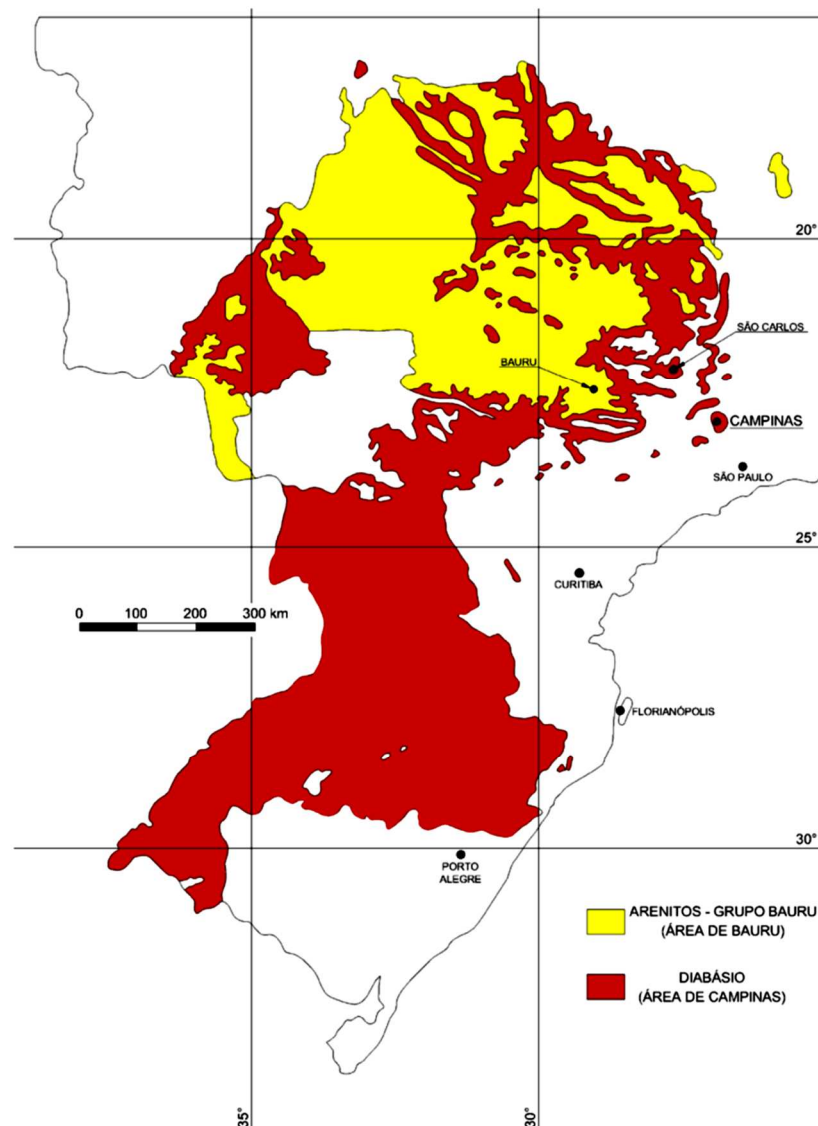 20°
SÃO CARLOS
BAURU
CAMPINAS
SÃO PAULO
25°
CURITIBA
0 100 200 300 km
FLORIANÓPOLIS
30°
PORTO
ALEGRE
ARENITOS - GRUPO BAURU
(ÁREA DE BAURU)
DIABÁSIO
(ÁREA DE CAMPINAS)
35°
30°